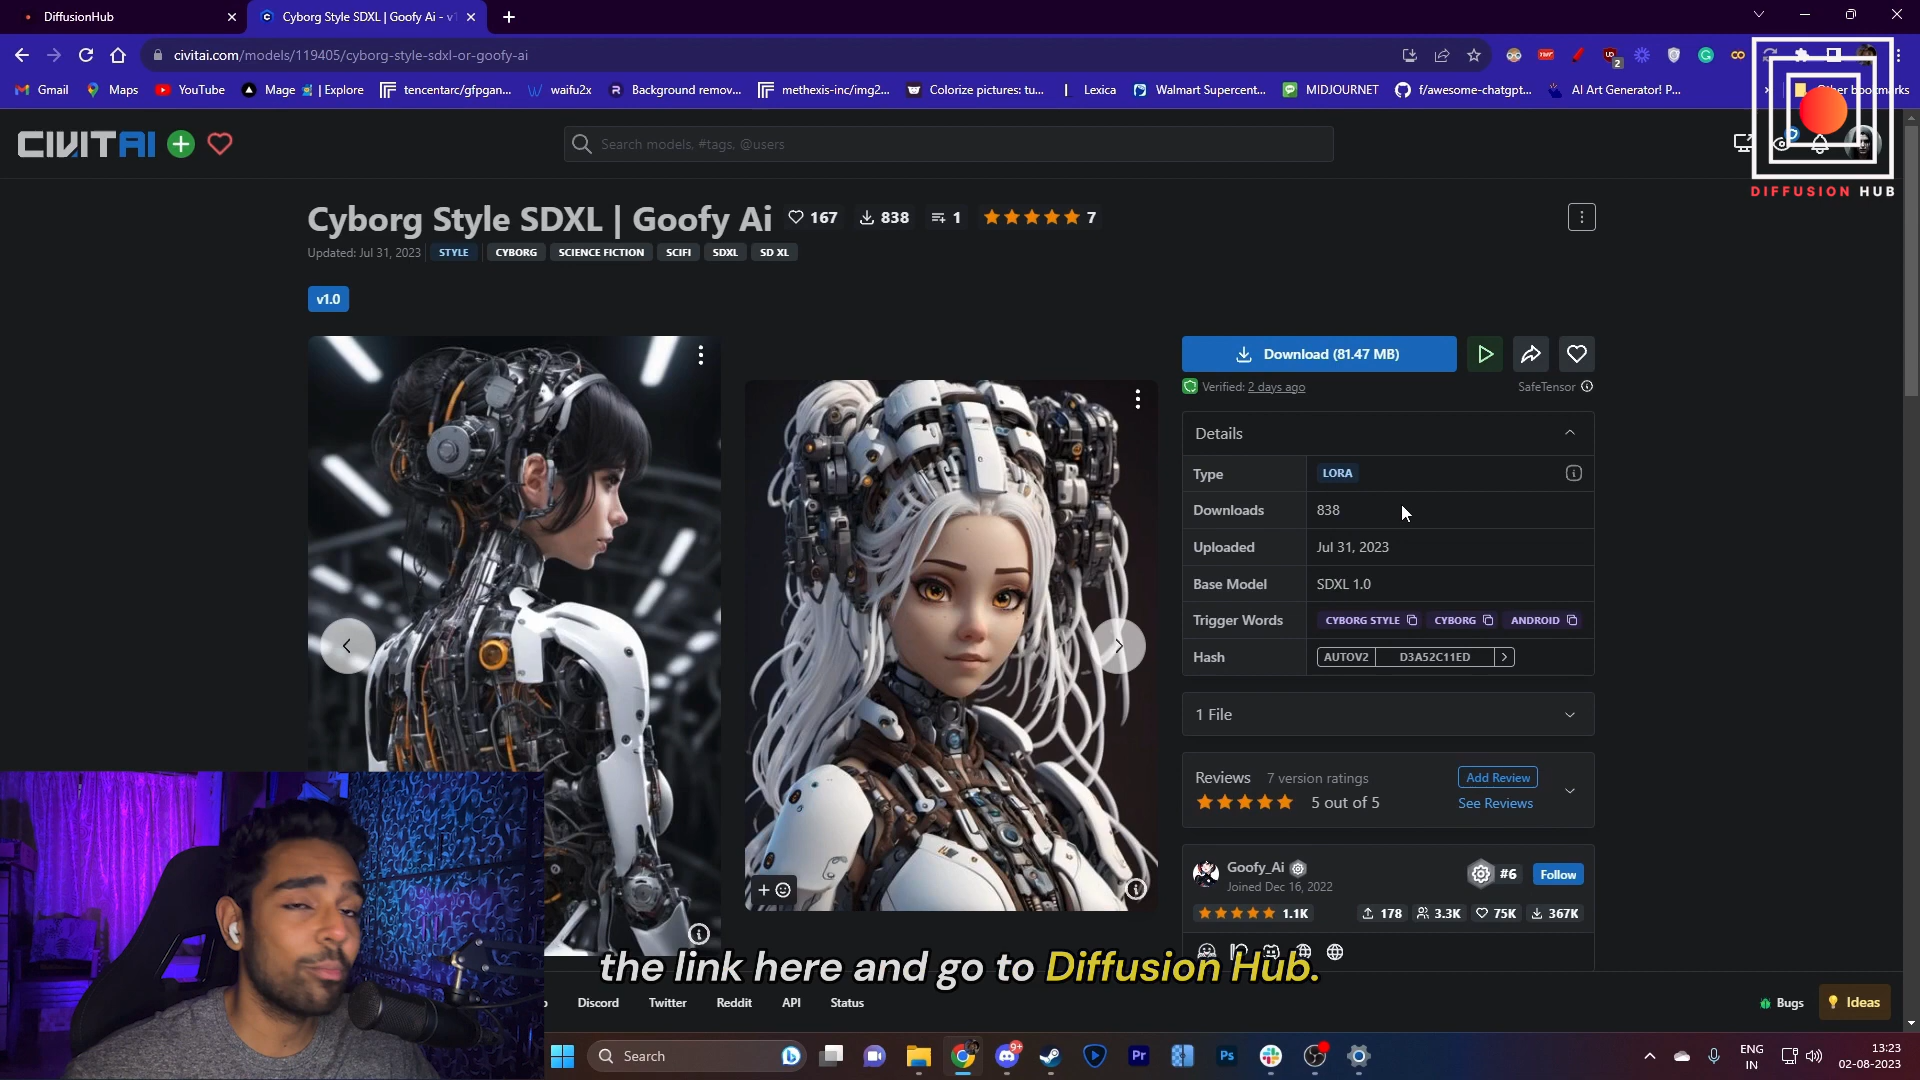 DiffusionHub
Cyborg Style SDXL | Goofy Ai - v1
civitai.com/models/119405/cyborg-style-sdxl-or-goofy-ai
Gmail
Maps
YouTube
Mage | Explore
tencentarc/gfpgan...
waifu2x
Background remov...
methexis-inc/img2...
Colorize pictures: tu...
Lexica
Walmart Supercent...
MIDJOURNET
f/awesome-chatgpt...
AI Art Generator! P...
Other bookmarks
CIVITAI
Search models, #tags, @users
DIFFUSION HUB
Cyborg Style SDXL | Goofy Ai
167
838
1
7
Updated: Jul 31, 2023
STYLE
CYBORG
SCIENCE FICTION
SCIFI
SDXL
SD XL
v1.0
Download (81.47 MB)
Verified: 2 days ago
SafeTensor
Details
Type LORA
Downloads 838
Uploaded Jul 31, 2023
Base Model SDXL 1.0
Trigger Words CYBORG STYLE CYBORG ANDROID
Hash AUTOV2 D3A52C11ED
1 File
Reviews 7 version ratings
Add Review
5 out of 5
See Reviews
Goofy_Ai
#6
Follow
Joined Dec 16, 2022
1.1K
178
3.3K
75K
367K
the link here and go to Diffusion Hub.
Discord
Twitter
Reddit
API
Status
Bugs
Ideas
Search
9+
Pr
Ps
ENG
IN
13:23
02-08-2023